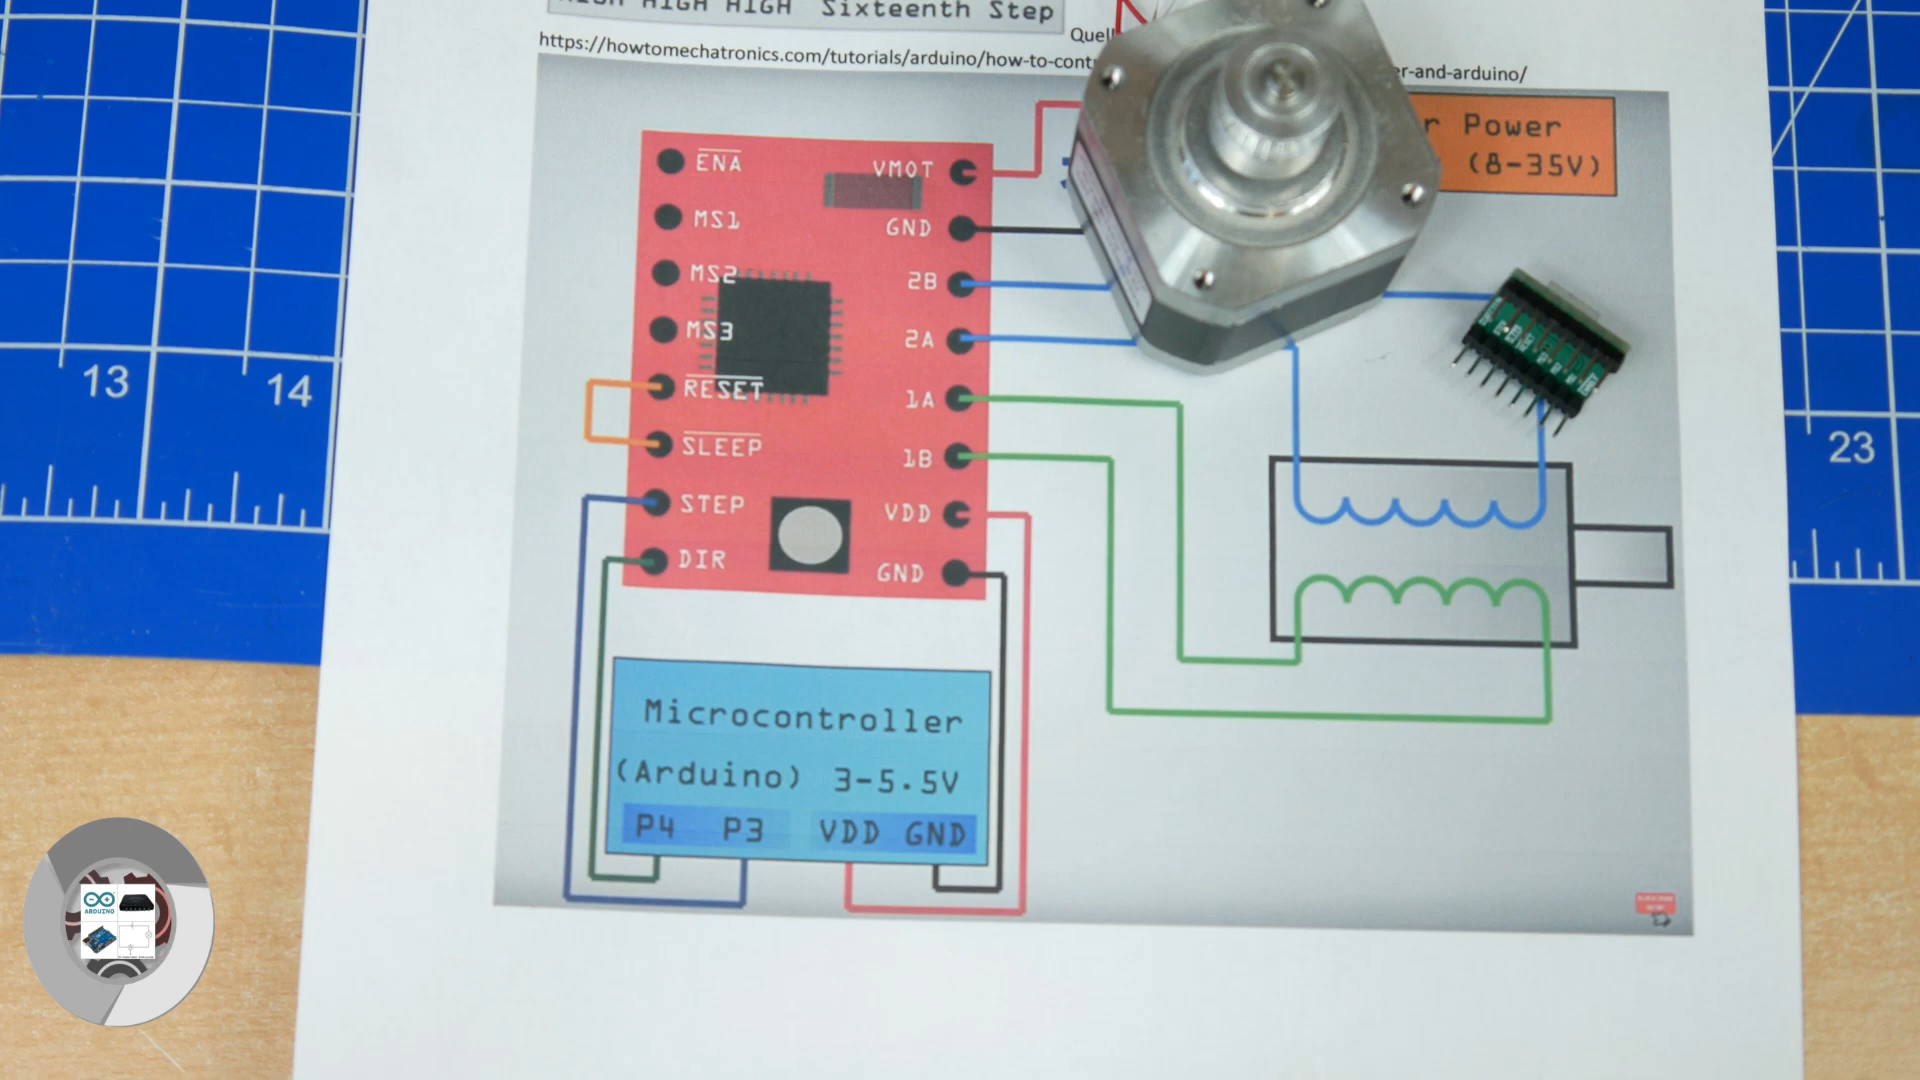 HIGH HIGH HIGH Sixteenth Step
Quell
https://howtomechatronics.com/tutorials/arduino/how-to-cont
er-and-arduino/
r Power
(8-35V)
ENA
VMOT
MS1
GND
MS2
2B
MS3
2A
RESET
1A
SLEEP
1B
STEP
VDD
DIR
GND
Microcontroller
(Arduino) 3-5.5V
P4 P3 VDD GND
13
14
23
ARDUINO